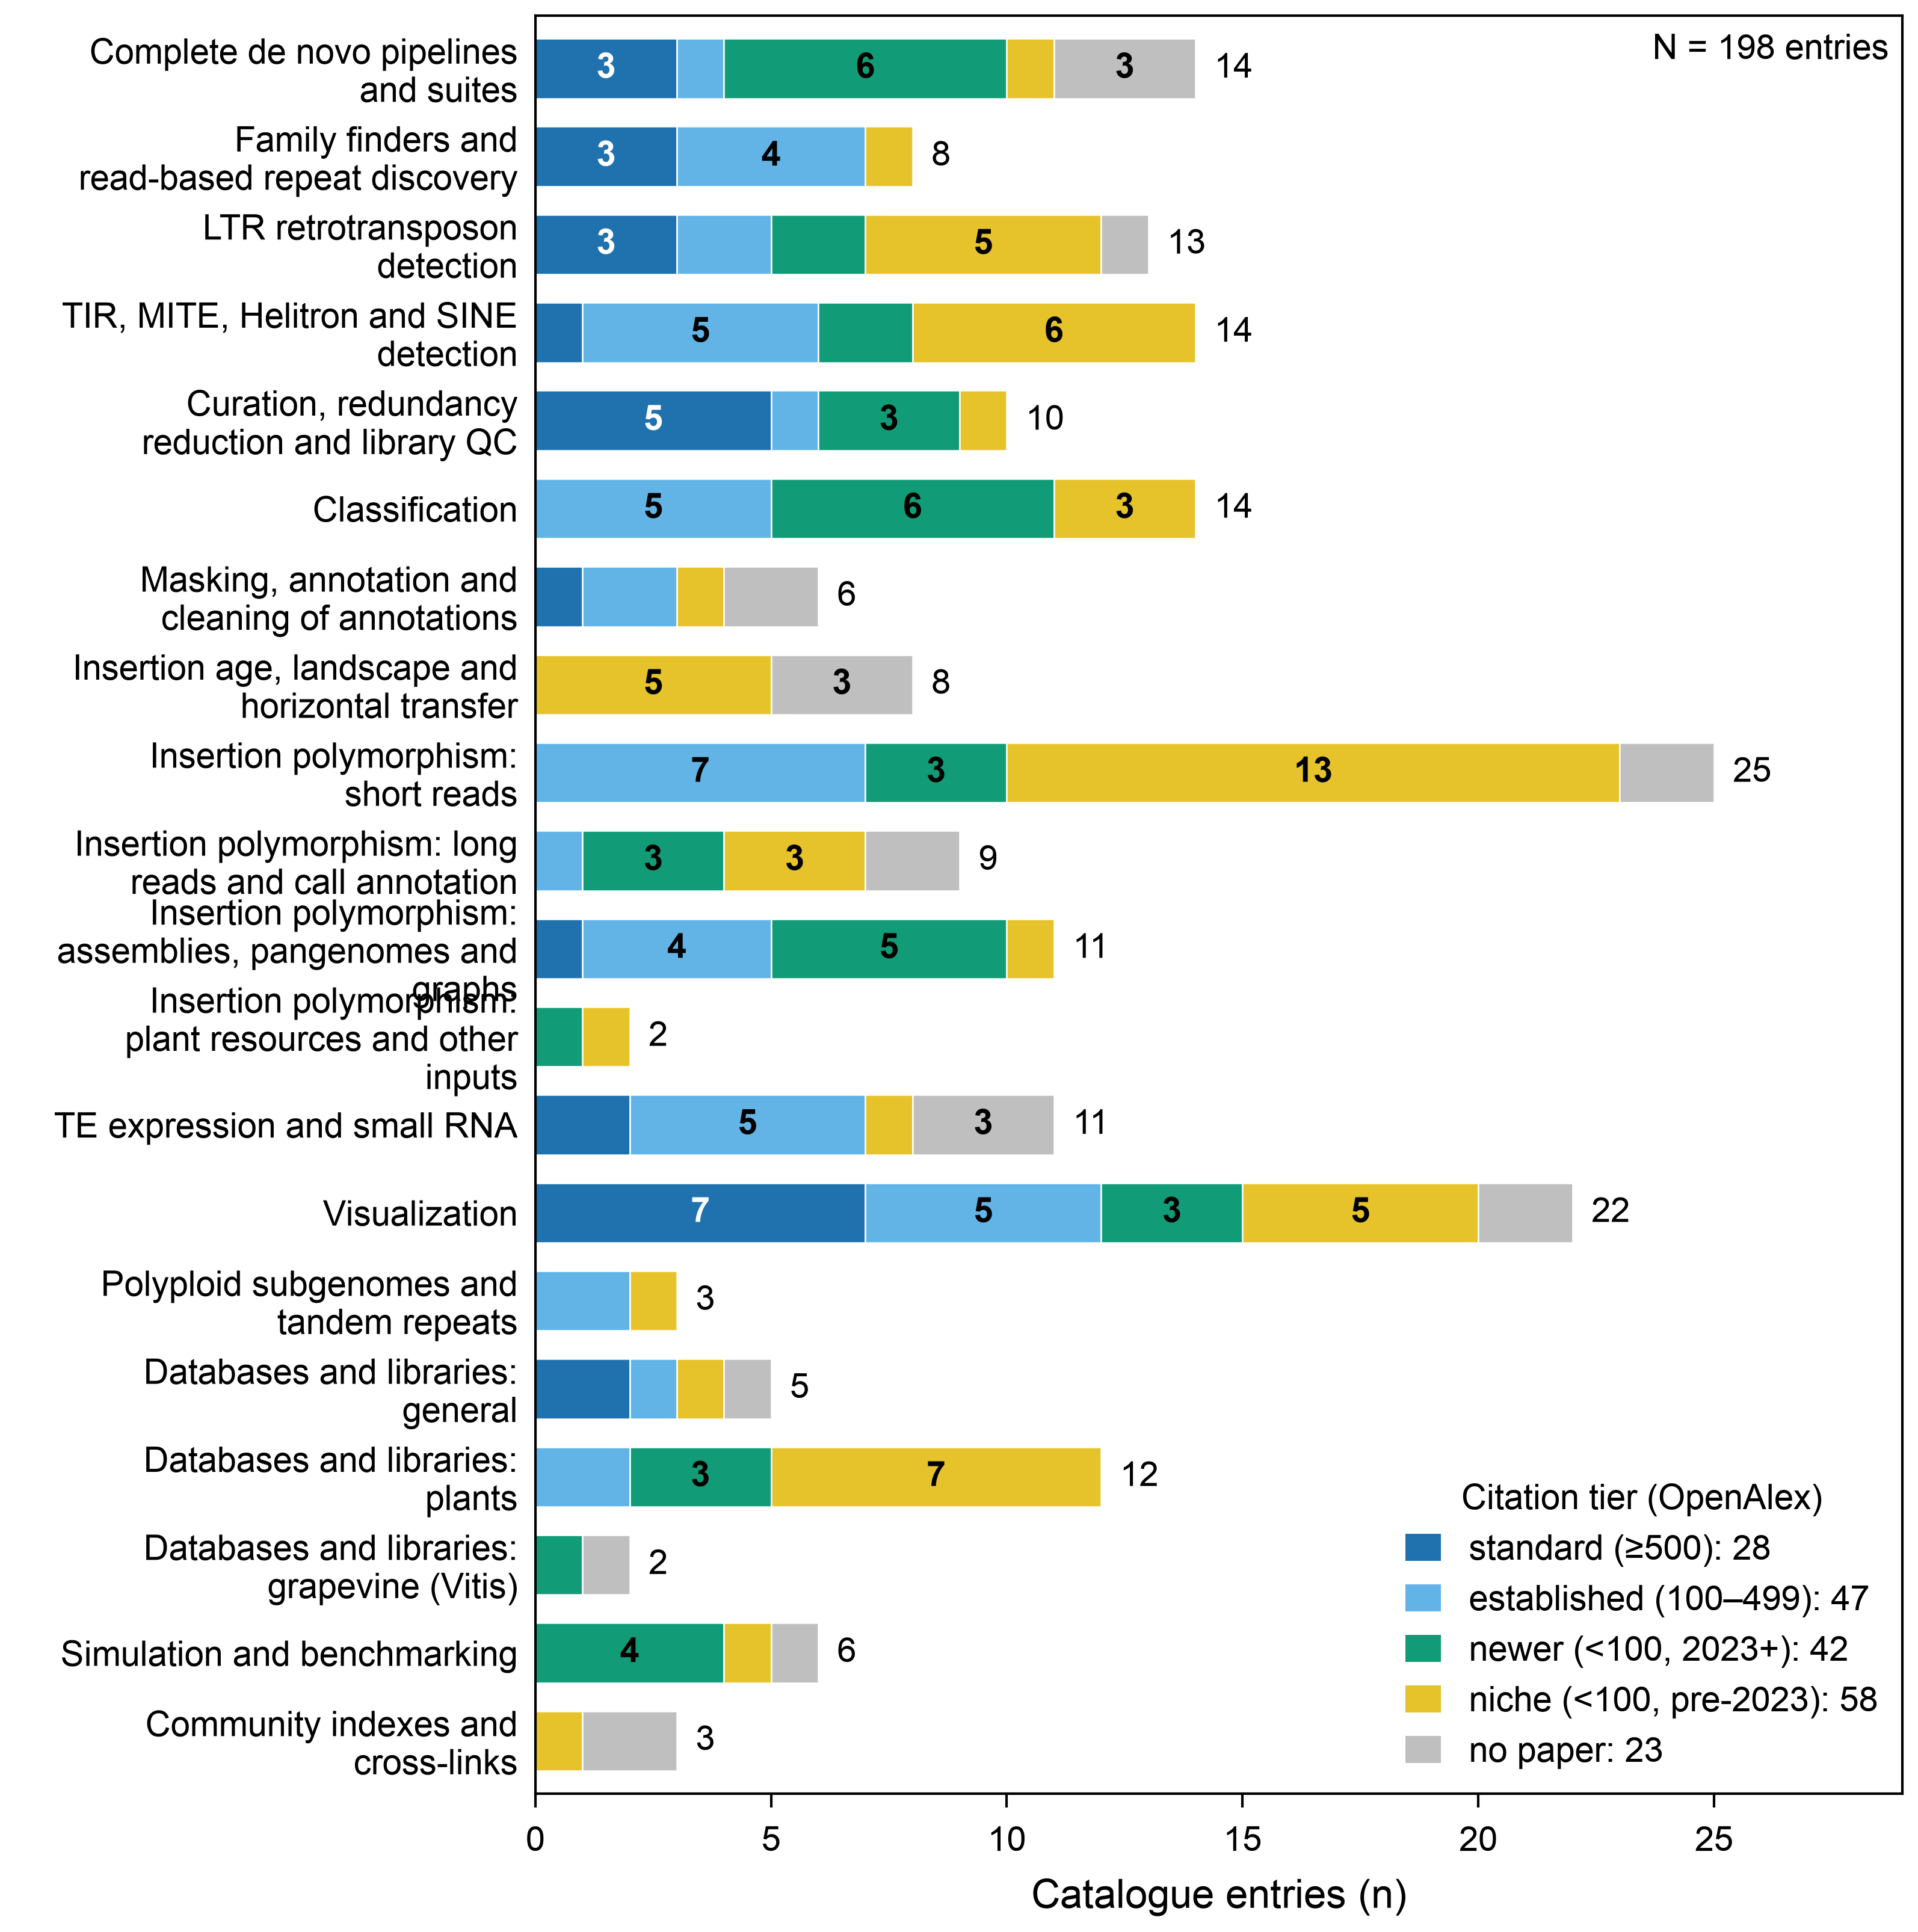 N = 198 entries
Complete de novo pipelines
and suites
3
6
3
14
Family finders and
read-based repeat discovery
3
4
8
LTR retrotransposon
detection
3
5
13
TIR, MITE, Helitron and SINE
detection
5
6
14
Curation, redundancy
reduction and library QC
5
3
10
Classification
5
6
3
14
Masking, annotation and
cleaning of annotations
6
Insertion age, landscape and
horizontal transfer
5
3
8
Insertion polymorphism:
short reads
7
3
13
25
Insertion polymorphism: long
reads and call annotation
3
3
9
Insertion polymorphism:
assemblies, pangenomes and
graphs
4
5
11
Insertion polymorphism:
plant resources and other
inputs
2
TE expression and small RNA
5
3
11
Visualization
7
5
3
5
22
Polyploid subgenomes and
tandem repeats
3
Databases and libraries:
general
5
Databases and libraries:
plants
3
7
12
Databases and libraries:
grapevine (Vitis)
2
Simulation and benchmarking
4
6
Community indexes and
cross-links
3
Citation tier (OpenAlex)
standard (≥500): 28
established (100–499): 47
newer (<100, 2023+): 42
niche (<100, pre-2023): 58
no paper: 23
0
5
10
15
20
25
Catalogue entries (n)